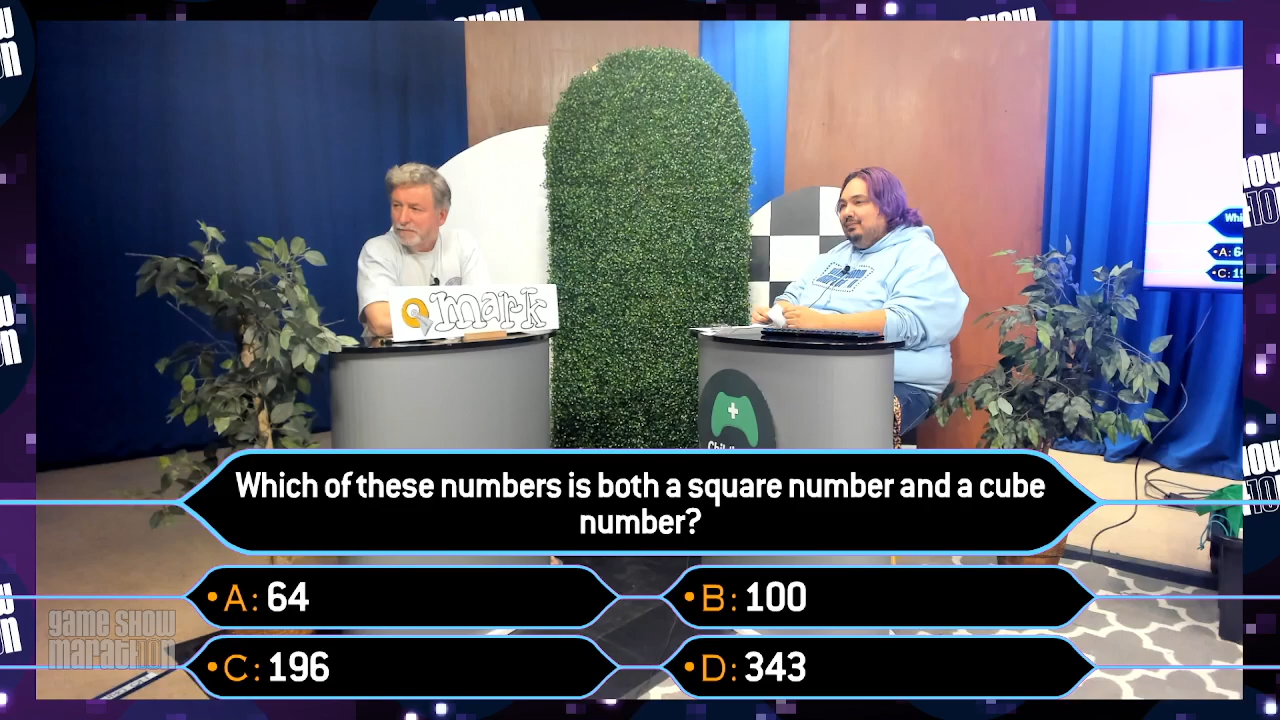 mark
Which of these numbers is both a square number and a cube
number?
A: 64
B: 100
C: 196
D: 343
game show
marathon